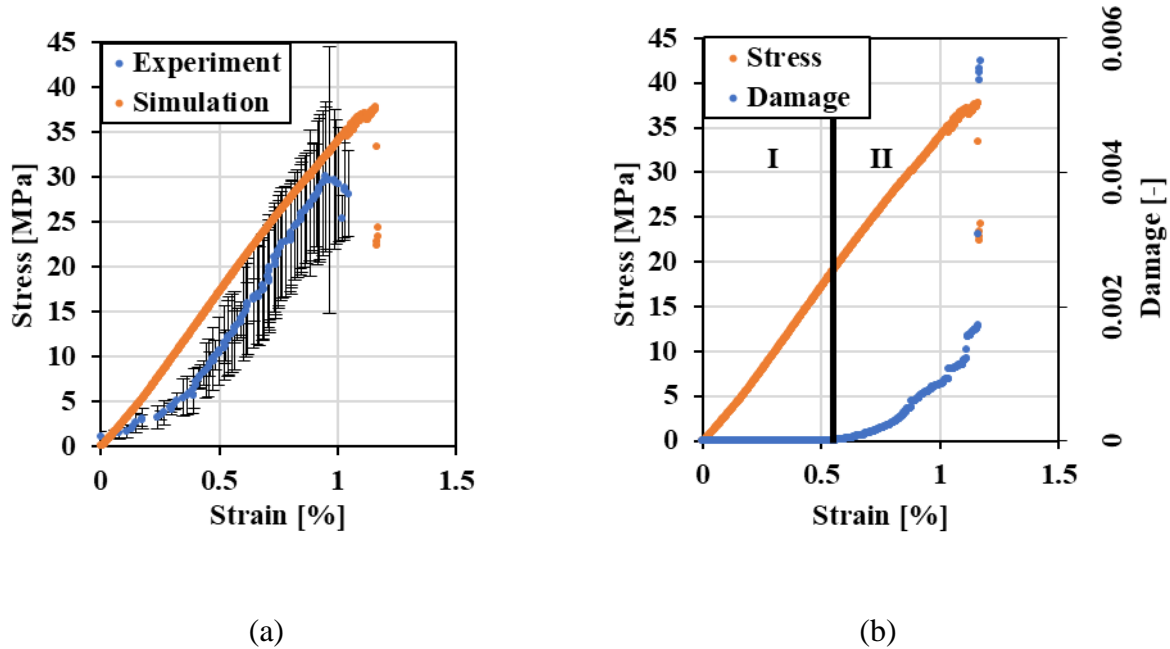 45
40
35
30
25
20
15
10
5
0
Stress [MPa]
Experiment
Simulation
0
0.5
1
1.5
Strain [%]
(a)
45
40
35
30
25
20
15
10
5
0
Stress [MPa]
Stress
Damage
I
II
0.006
0.004
0.002
0
Damage [-]
0
0.5
1
1.5
Strain [%]
(b)